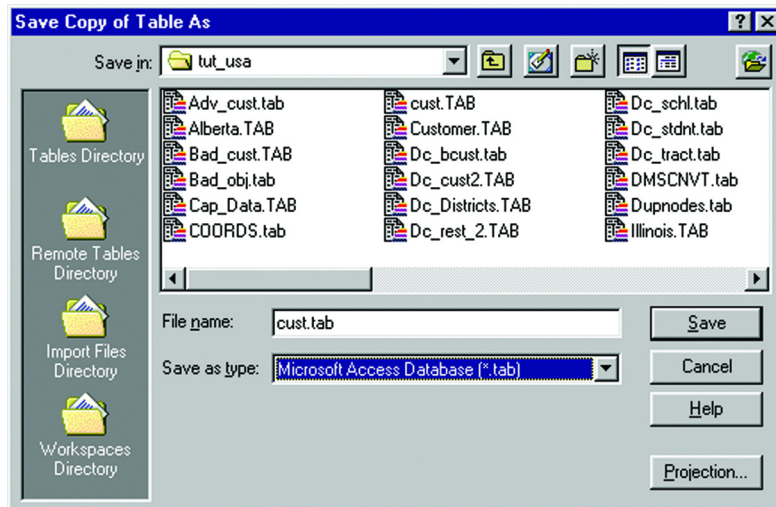 Save Copy of Table As
Save in: tut_usa
Tables Directory
Remote Tables
Directory
Import Files
Directory
Workspaces
Directory
Adv_cust.tab
Alberta.TAB
Bad_cust.TAB
Bad_obj.tab
Cap_Data.TAB
COORDS.tab
cust.TAB
Customer.TAB
Dc_bcust.tab
Dc_cust2.TAB
Dc_Districts.TAB
Dc_rest_2.TAB
Dc_schl.tab
Dc_stdnt.tab
Dc_tract.tab
DMSCNVT.tab
Dupnodes.tab
Illinois.TAB
File name: cust.tab
Save as type: Microsoft Access Database (*.tab)
Save
Cancel
Help
Projection...